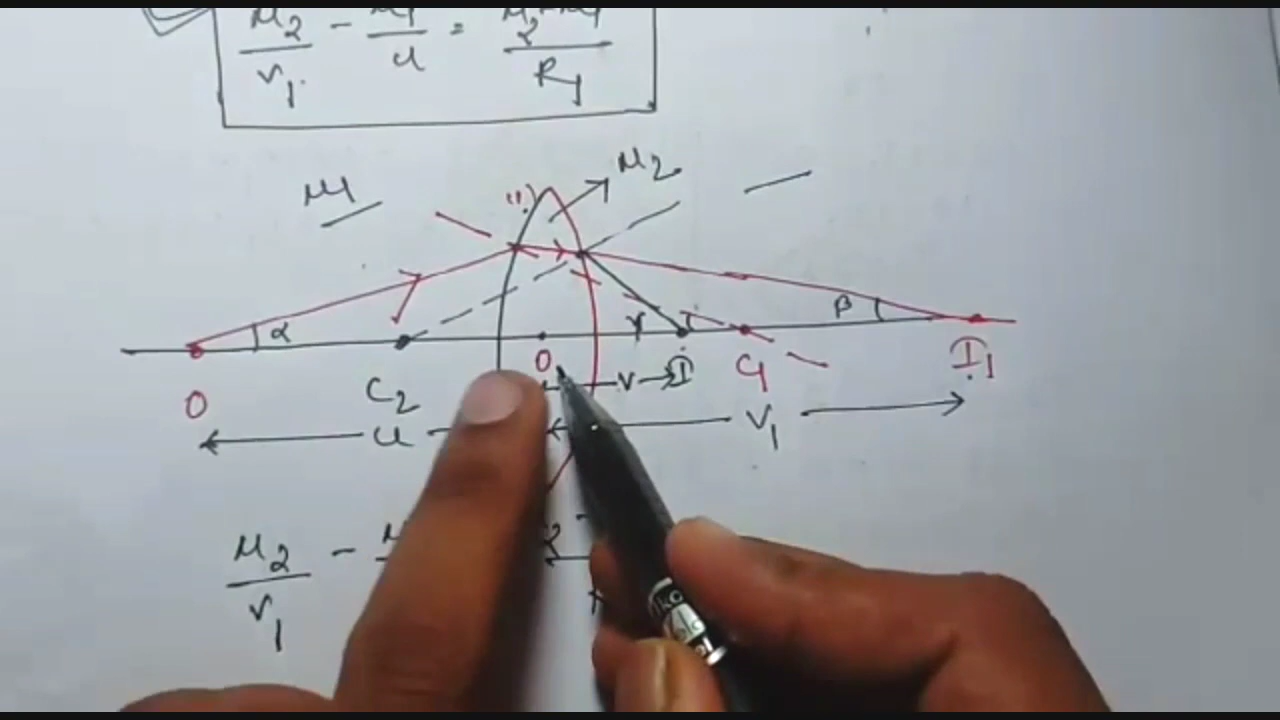 μ2/v1 - μ1/u = μ2-μ1/R1
μ1
μ2
α
β
γ
O
C2
O
I
C1
I1
v
u
v1
μ2/v1 -